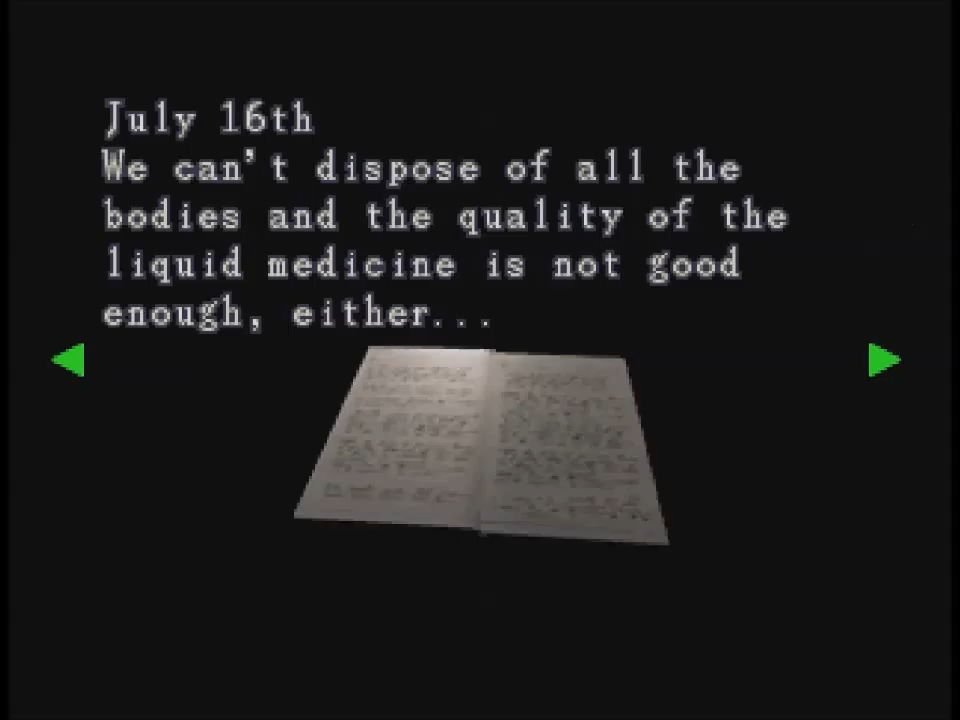 July 16th
We can't dispose of all the
bodies and the quality of the
liquid medicine is not good
enough, either...